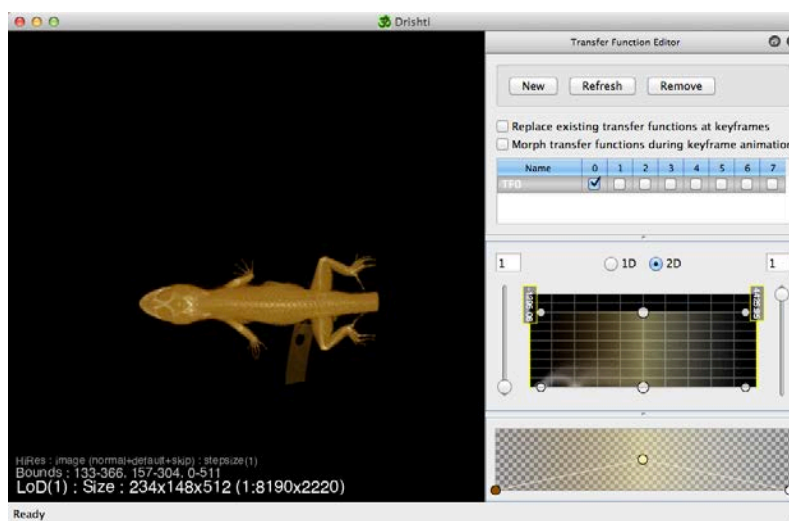 Drishti
Transfer Function Editor
New Refresh Remove
Replace existing transfer functions at keyframes
Morph transfer functions during keyframe animation
Name 0 1 2 3 4 5 6 7
TF0
1 1D 2D 1
HiRes : image (normal+default+skip) : stepsize(1)
Bounds : 133-366, 157-304, 0-511
LoD(1) : Size : 234x148x512 (1:8190x2220)
Ready